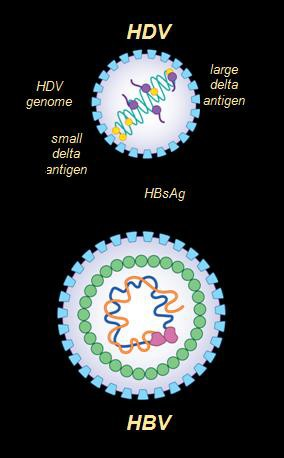 HDV
HDV
genome
large
delta
antigen
small
delta
antigen
HBsAg
HBV